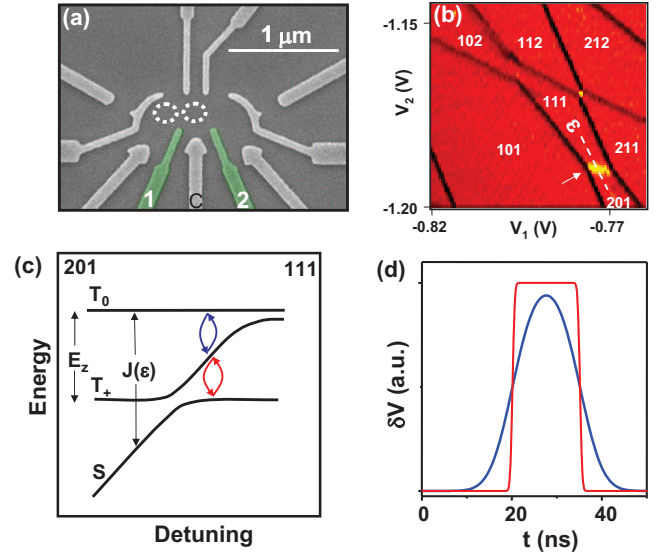 (a)
1 μm
1
C
2
(b)
-1.15
V₂ (V)
-1.20
102
112
212
111
101
ε
211
201
-0.82
V₁ (V)
-0.77
(c)
201
111
T₀
E_z
J(ε)
T₊
S
Energy
Detuning
(d)
δV (a.u.)
0
20
40
t (ns)